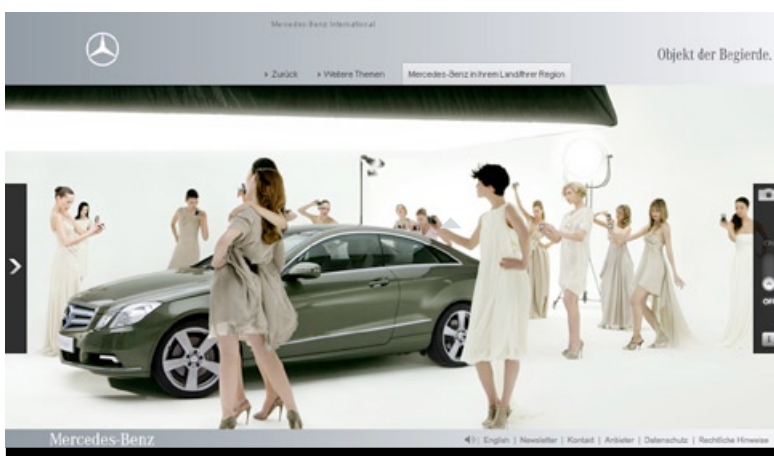 Mercedes-Benz International
Objekt der Begierde.
Zurück
Weitere Themen
Mercedes-Benz in Ihrem Land/Ihrer Region
Mercedes-Benz
English | Newsletter | Kontakt | Anbieter | Datenschutz | Rechtliche Hinweise